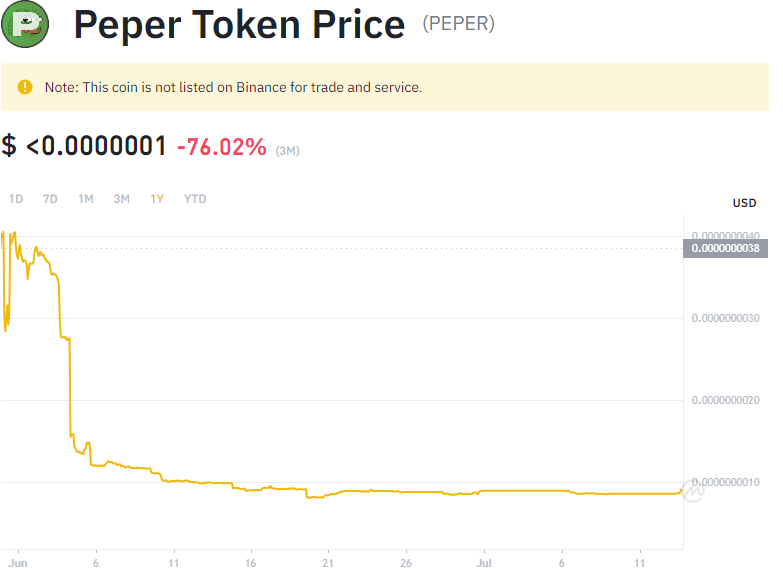 Peper Token Price (PEPER)
Note: This coin is not listed on Binance for trade and service.
$ <0.0000001 -76.02% (3M)
1D 7D 1M 3M 1Y YTD
USD
0.0000000040
0.0000000038
0.0000000030
0.0000000020
0.0000000010
Jun 6 11 16 21 26 Jul 6 11